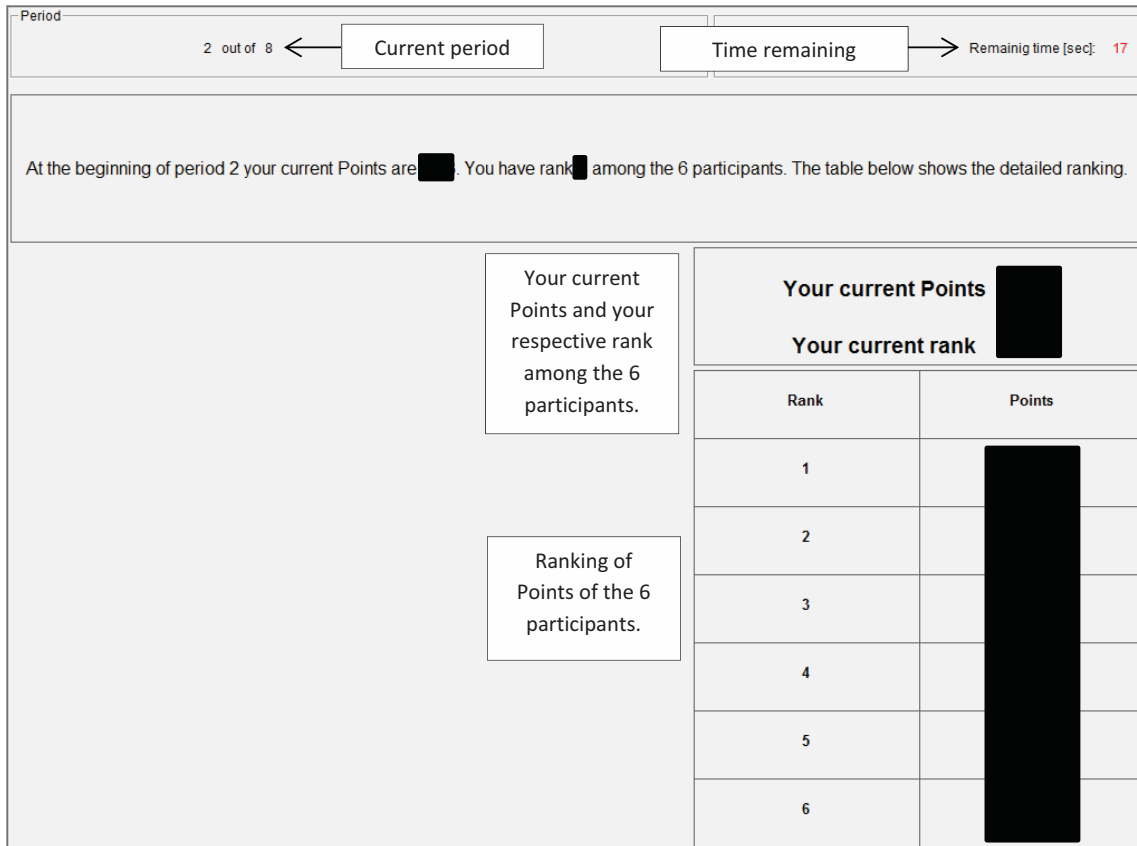 Period
2 out of 8
Current period
Time remaining
Remainig time [sec]: 17
At the beginning of period 2 your current Points are . You have rank among the 6 participants. The table below shows the detailed ranking.
Your current
Points and your
respective rank
among the 6
participants.
Your current Points
Your current rank
Rank Points
1
2
Ranking of
Points of the 6
participants.
3
4
5
6